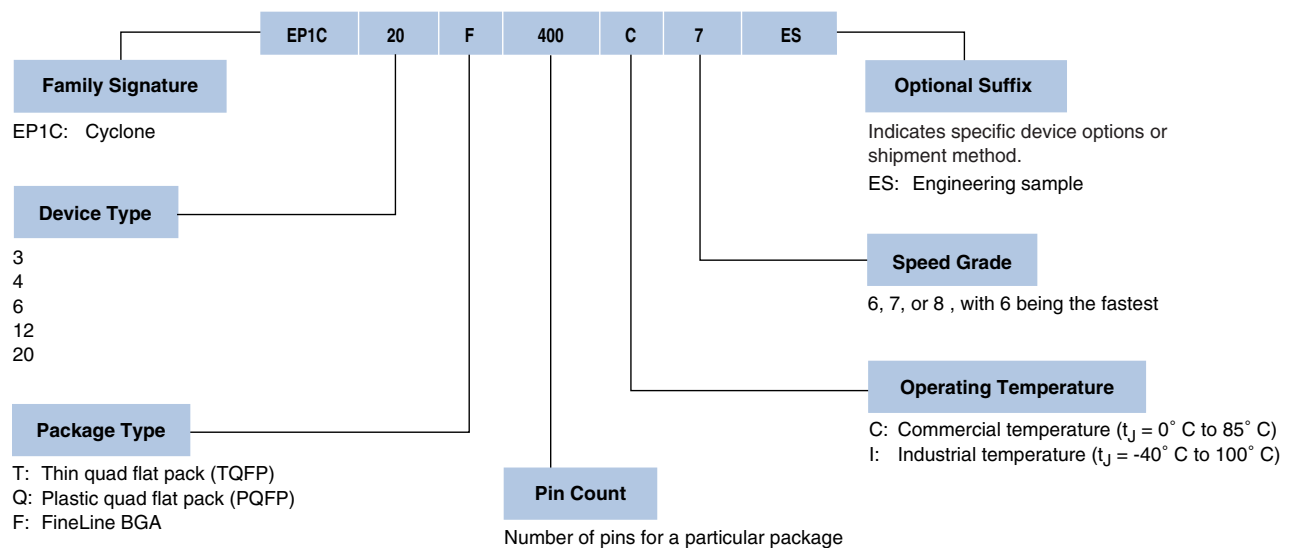 EP1C 20 F 400 C 7 ES
Family Signature
EP1C: Cyclone
Device Type
3
4
6
12
20
Package Type
T: Thin quad flat pack (TQFP)
Q: Plastic quad flat pack (PQFP)
F: FineLine BGA
Pin Count
Number of pins for a particular package
Optional Suffix
Indicates specific device options or
shipment method.
ES: Engineering sample
Speed Grade
6, 7, or 8 , with 6 being the fastest
Operating Temperature
C: Commercial temperature (tJ = 0° C to 85° C)
I: Industrial temperature (tJ = -40° C to 100° C)